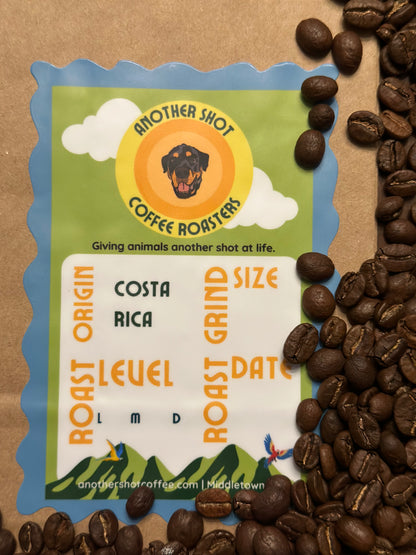 ANOTHER SHOT
COFFEE ROASTERS
Giving animals another shot at life.
ROAST ORIGIN
COSTA
RICA
ROAST GRIND
SIZE
LEVEL
DATE
L M D
anothershotcoffee.com | Middletown